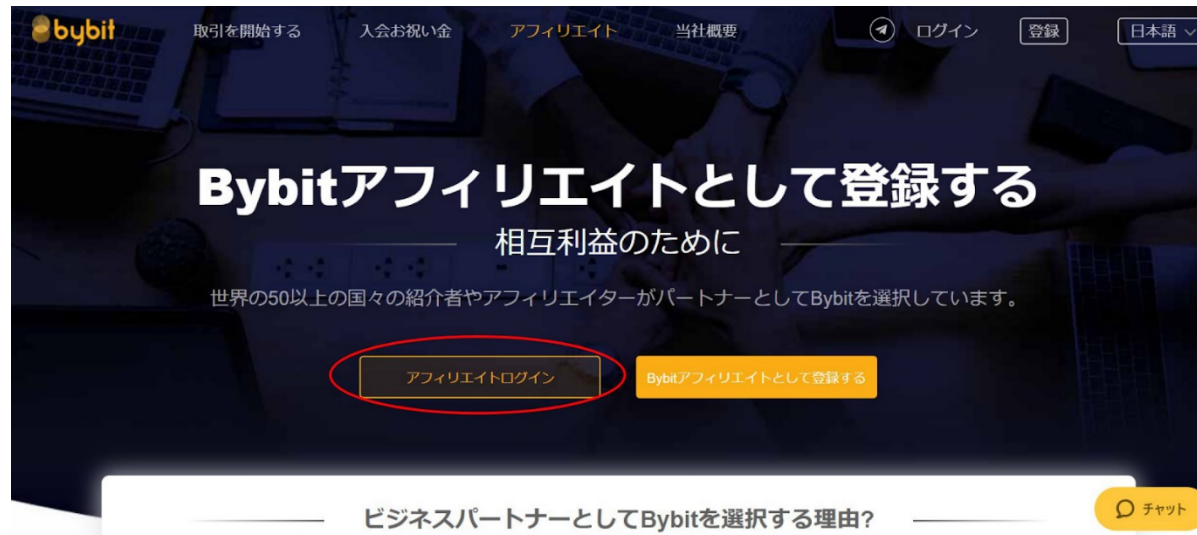 bybit 取引を開始する 入会お祝い金 アフィリエイト 当社概要 ログイン 登録 日本語
Bybitアフィリエイトとして登録する
相互利益のために
世界の50以上の国々の紹介者やアフィリエイターがパートナーとしてBybitを選択しています。
アフィリエイトログイン Bybitアフィリエイトとして登録する
ビジネスパートナーとしてBybitを選択する理由?
チャット